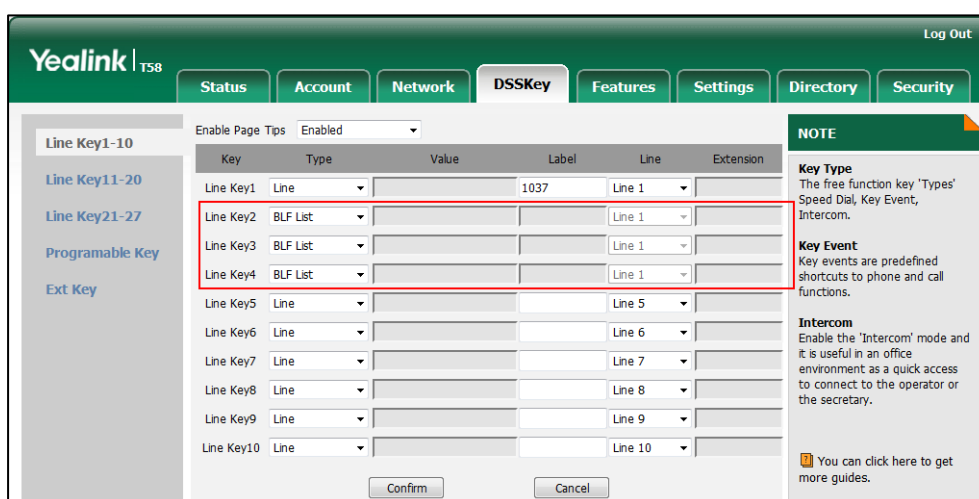 Log Out
Yealink T58
Status Account Network DSSKey Features Settings Directory Security
Line Key1-10
Line Key11-20
Line Key21-27
Programable Key
Ext Key
Enable Page Tips Enabled
Key Type Value Label Line Extension
Line Key1 Line 1037 Line 1
Line Key2 BLF List Line 1
Line Key3 BLF List Line 1
Line Key4 BLF List Line 1
Line Key5 Line Line 5
Line Key6 Line Line 6
Line Key7 Line Line 7
Line Key8 Line Line 8
Line Key9 Line Line 9
Line Key10 Line Line 10
Confirm Cancel
NOTE
Key Type
The free function key 'Types'
Speed Dial, Key Event,
Intercom.
Key Event
Key events are predefined
shortcuts to phone and call
functions.
Intercom
Enable the 'Intercom' mode and
it is useful in an office
environment as a quick access
to connect to the operator or
the secretary.
You can click here to get
more guides.